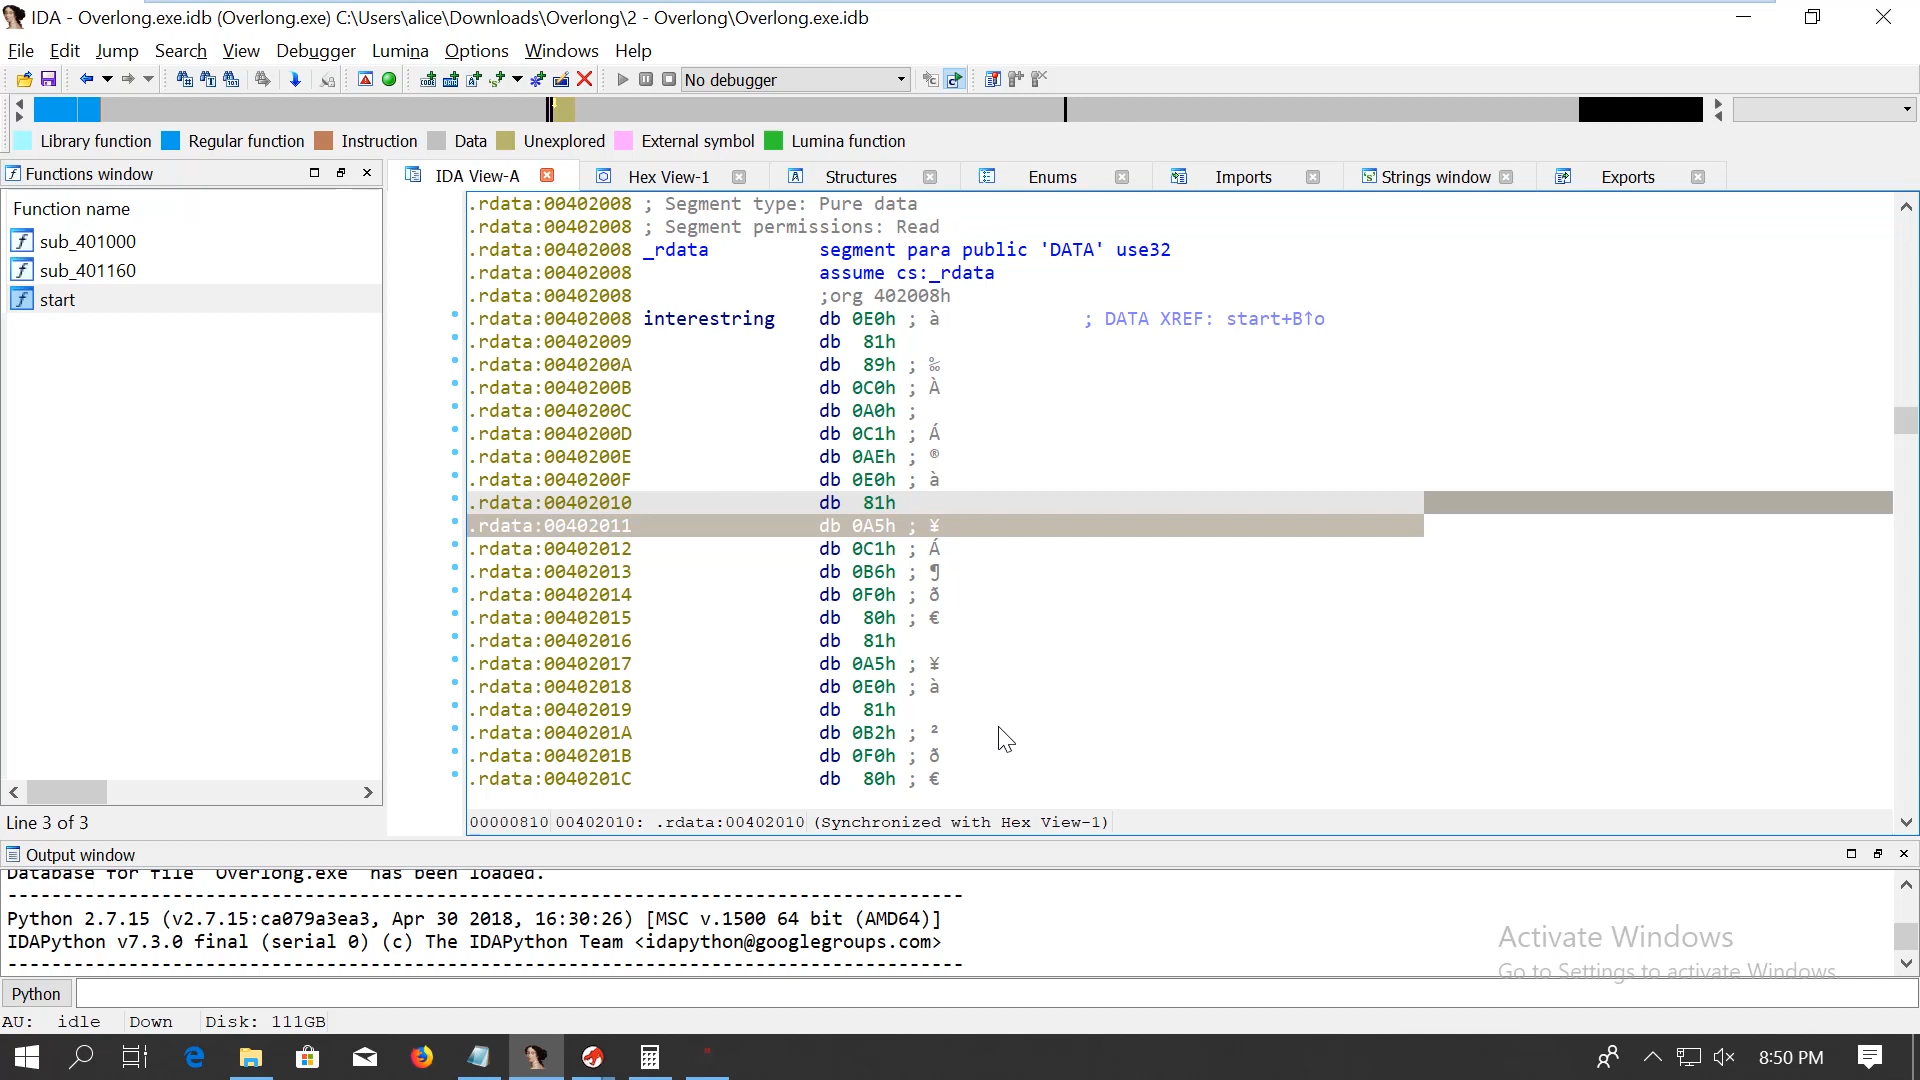 IDA - Overlong.exe.idb (Overlong.exe) C:\Users\alice\Downloads\Overlong\2 - Overlong\Overlong.exe.idb
File Edit Jump Search View Debugger Lumina Options Windows Help
No debugger
Library function Regular function Instruction Data Unexplored External symbol Lumina function
Functions window
IDA View-A Hex View-1 Structures Enums Imports Strings window Exports
Function name
sub_401000
sub_401160
start
Line 3 of 3
.rdata:00402008 ; Segment type: Pure data
.rdata:00402008 ; Segment permissions: Read
.rdata:00402008 _rdata segment para public 'DATA' use32
.rdata:00402008 assume cs:_rdata
.rdata:00402008 ;org 402008h
.rdata:00402008 interestring db 0E0h ; à ; DATA XREF: start+B↑o
.rdata:00402009 db 81h
.rdata:0040200A db 89h ; ‰
.rdata:0040200B db 0C0h ; À
.rdata:0040200C db 0A0h ;
.rdata:0040200D db 0C1h ; Á
.rdata:0040200E db 0AEh ; ®
.rdata:0040200F db 0E0h ; à
.rdata:00402010 db 81h
.rdata:00402011 db 0A5h ; ¥
.rdata:00402012 db 0C1h ; Á
.rdata:00402013 db 0B6h ; ¶
.rdata:00402014 db 0F0h ; ð
.rdata:00402015 db 80h ; €
.rdata:00402016 db 81h
.rdata:00402017 db 0A5h ; ¥
.rdata:00402018 db 0E0h ; à
.rdata:00402019 db 81h
.rdata:0040201A db 0B2h ; ²
.rdata:0040201B db 0F0h ; ð
.rdata:0040201C db 80h ; €
00000810 00402010: .rdata:00402010 (Synchronized with Hex View-1)
Output window
Database for file 'Overlong.exe' has been loaded.
---------------------------------------------------------------------------------------
Python 2.7.15 (v2.7.15:ca079a3ea3, Apr 30 2018, 16:30:26) [MSC v.1500 64 bit (AMD64)]
IDAPython v7.3.0 final (serial 0) (c) The IDAPython Team <idapython@googlegroups.com>
---------------------------------------------------------------------------------------
Activate Windows
Go to Settings to activate Windows.
Python
AU: idle Down Disk: 111GB
8:50 PM